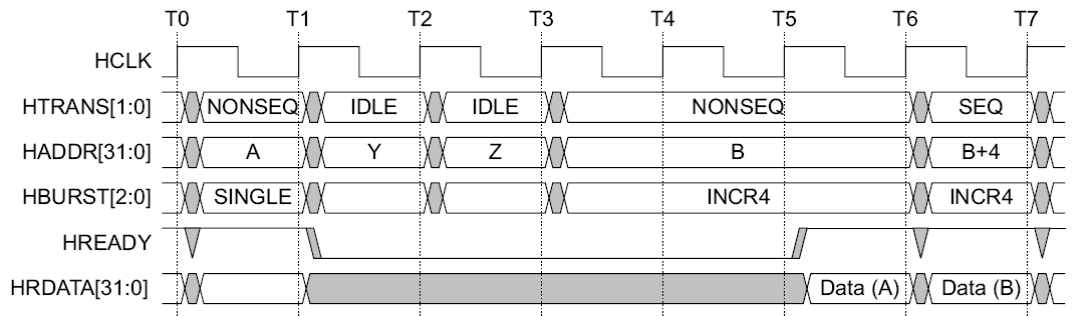 T0 T1 T2 T3 T4 T5 T6 T7
HCLK
HTRANS[1:0] NONSEQ IDLE IDLE NONSEQ SEQ
HADDR[31:0] A Y Z B B+4
HBURST[2:0] SINGLE INCR4 INCR4
HREADY
HRDATA[31:0] Data (A) Data (B)